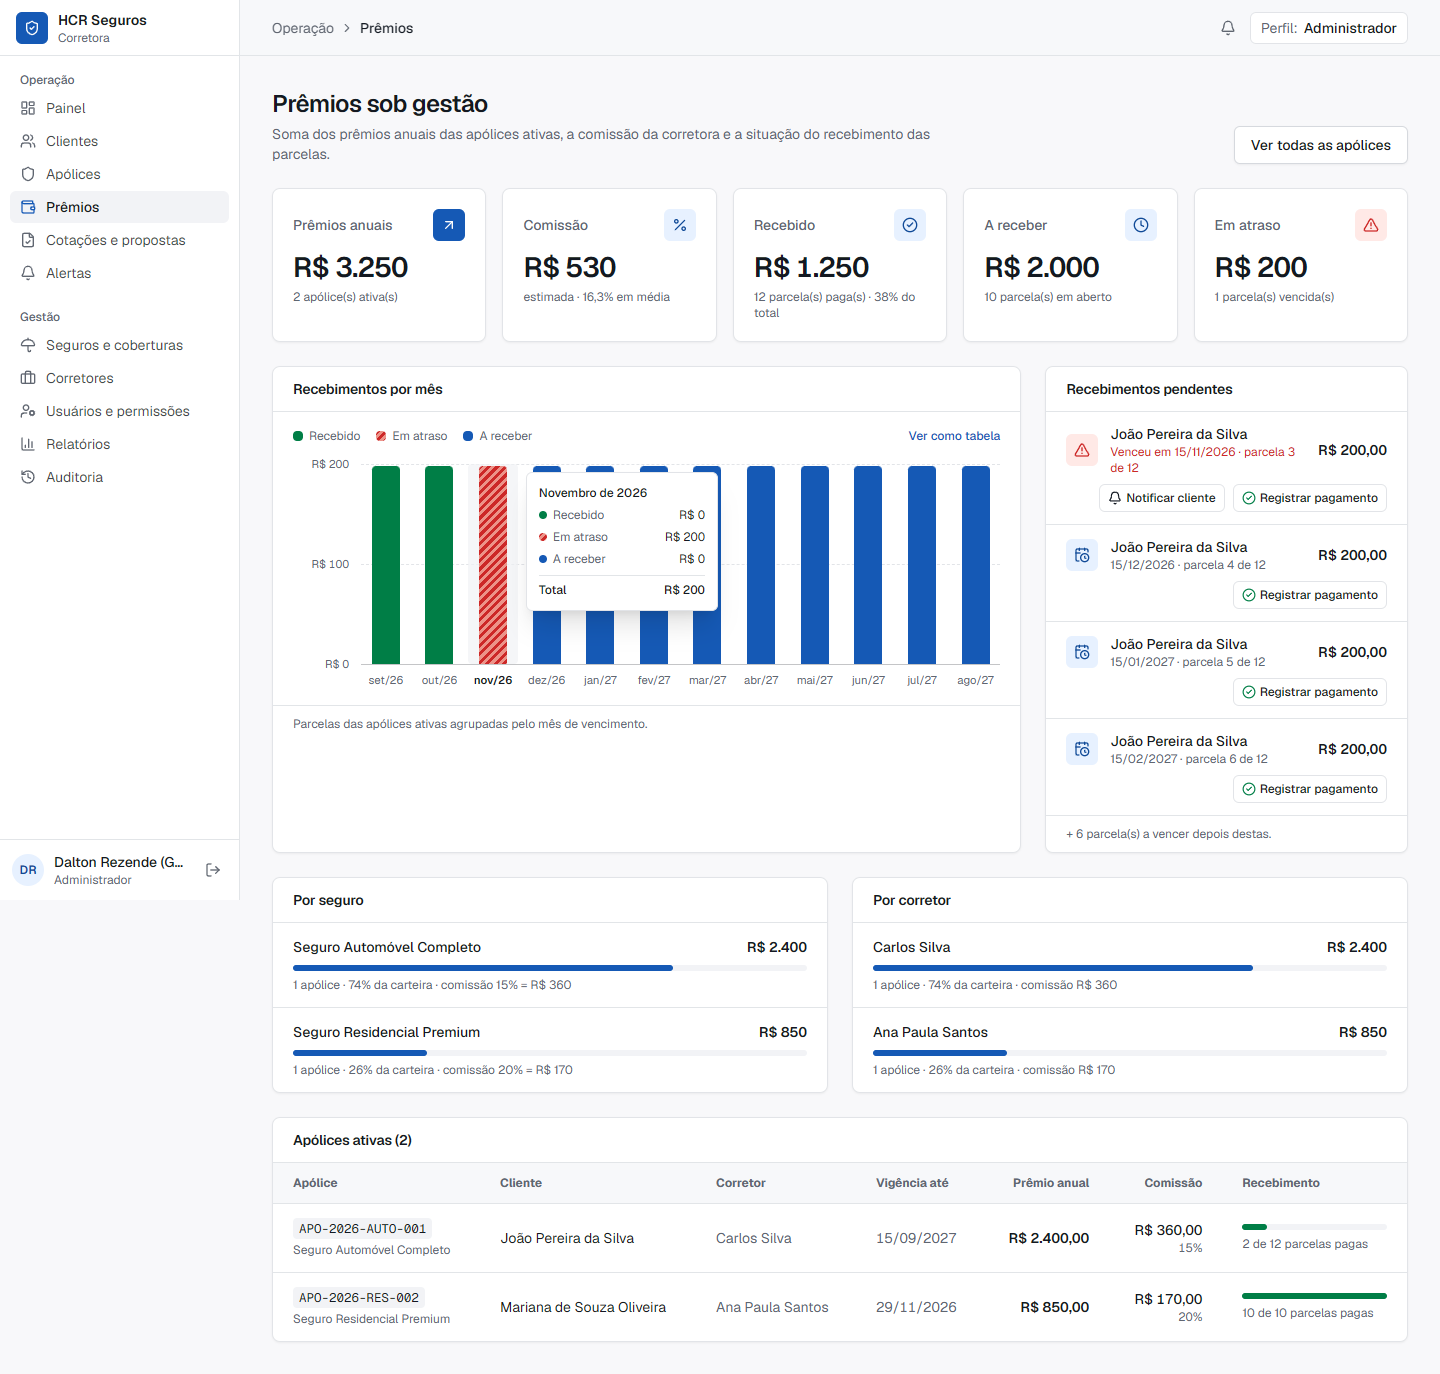 HCR Seguros
Corretora
Operação
Painel
Clientes
Apólices
Prêmios
Cotações e propostas
Alertas
Gestão
Seguros e coberturas
Corretores
Usuários e permissões
Relatórios
Auditoria
DR
Dalton Rezende (G...
Administrador
Operação > Prêmios
Perfil: Administrador
Prêmios sob gestão
Soma dos prêmios anuais das apólices ativas, a comissão da corretora e a situação do recebimento das
parcelas.
Ver todas as apólices
Prêmios anuais
R$ 3.250
2 apólice(s) ativa(s)
Comissão
R$ 530
estimada · 16,3% em média
Recebido
R$ 1.250
12 parcela(s) paga(s) · 38% do
total
A receber
R$ 2.000
10 parcela(s) em aberto
Em atraso
R$ 200
1 parcela(s) vencida(s)
Recebimentos por mês
Recebido Em atraso A receber
Ver como tabela
R$ 200
R$ 100
R$ 0
Novembro de 2026
Recebido R$ 0
Em atraso R$ 200
A receber R$ 0
Total R$ 200
set/26 out/26 nov/26 dez/26 jan/27 fev/27 mar/27 abr/27 mai/27 jun/27 jul/27 ago/27
Parcelas das apólices ativas agrupadas pelo mês de vencimento.
Recebimentos pendentes
João Pereira da Silva
Venceu em 15/11/2026 · parcela 3
de 12
R$ 200,00
Notificar cliente
Registrar pagamento
João Pereira da Silva
15/12/2026 · parcela 4 de 12
R$ 200,00
Registrar pagamento
João Pereira da Silva
15/01/2027 · parcela 5 de 12
R$ 200,00
Registrar pagamento
João Pereira da Silva
15/02/2027 · parcela 6 de 12
R$ 200,00
Registrar pagamento
+ 6 parcela(s) a vencer depois destas.
Por seguro
Seguro Automóvel Completo R$ 2.400
1 apólice · 74% da carteira · comissão 15% = R$ 360
Seguro Residencial Premium R$ 850
1 apólice · 26% da carteira · comissão 20% = R$ 170
Por corretor
Carlos Silva R$ 2.400
1 apólice · 74% da carteira · comissão R$ 360
Ana Paula Santos R$ 850
1 apólice · 26% da carteira · comissão R$ 170
Apólices ativas (2)
Apólice Cliente Corretor Vigência até Prêmio anual Comissão Recebimento
APO-2026-AUTO-001
Seguro Automóvel Completo
João Pereira da Silva
Carlos Silva
15/09/2027
R$ 2.400,00
R$ 360,00
15%
2 de 12 parcelas pagas
APO-2026-RES-002
Seguro Residencial Premium
Mariana de Souza Oliveira
Ana Paula Santos
29/11/2026
R$ 850,00
R$ 170,00
20%
10 de 10 parcelas pagas